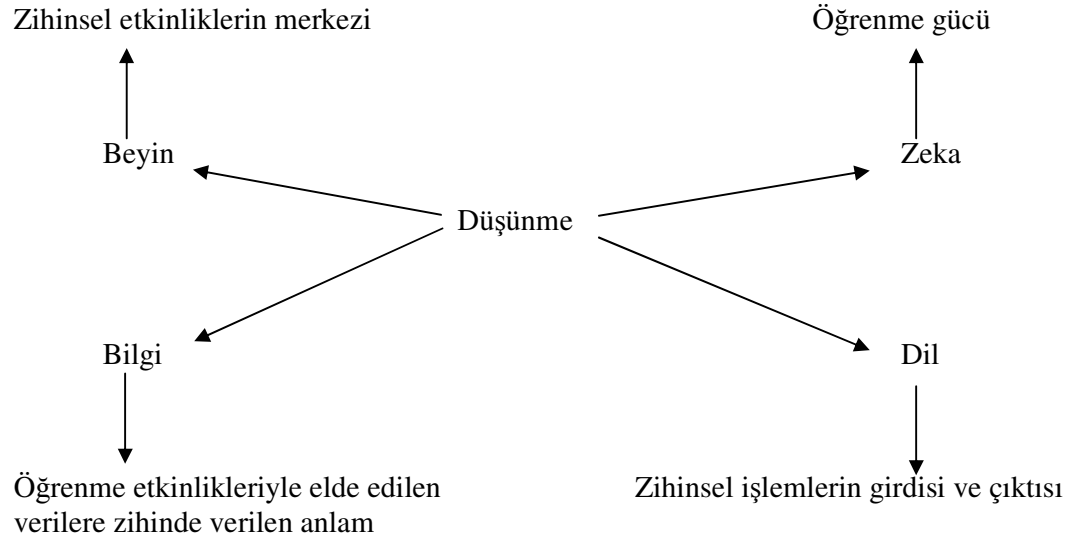 Zihinsel etkinliklerin merkezi
Öğrenme gücü
Beyin
Zeka
Düşünme
Bilgi
Dil
Öğrenme etkinlikleriyle elde edilen
verilere zihinde verilen anlam
Zihinsel işlemlerin girdisi ve çıktısı